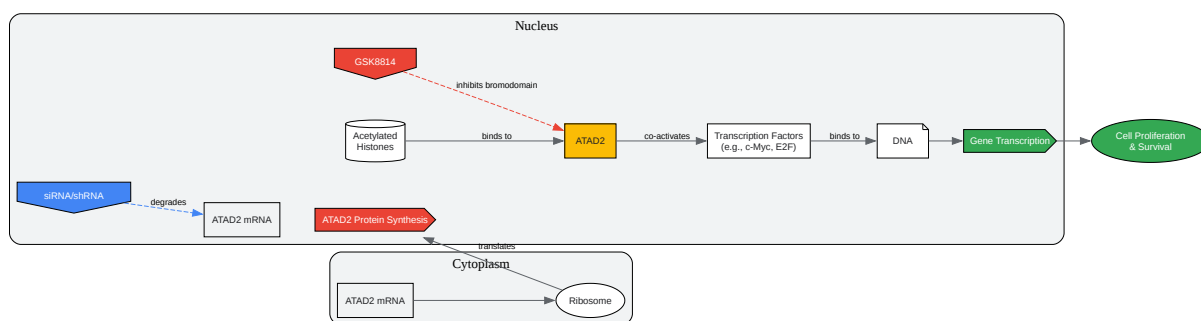 Nucleus
GSK8814
inhibits bromodomain
Acetylated
Histones
binds to
ATAD2
co-activates
Transcription Factors
(e.g., c-Myc, E2F)
binds to
DNA
Gene Transcription
Cell Proliferation
& Survival
siRNA/shRNA
degrades
ATAD2 mRNA
ATAD2 Protein Synthesis
translates
Cytoplasm
ATAD2 mRNA
Ribosome